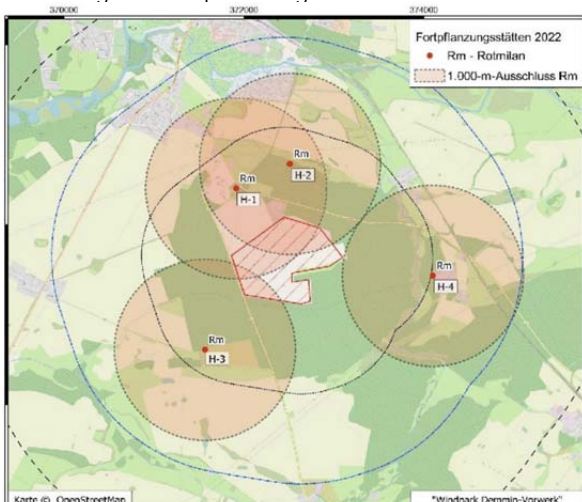 370000 372000 374000
Fortpflanzungsstätten 2022
Rm - Rotmilan
1.000-m-Ausschluss Rm
Rm
H-2
Rm
H-1
Rm
H-4
Rm
H-3
Karte © OpenStreetMap
"Windpark Demmin-Vorwerk"